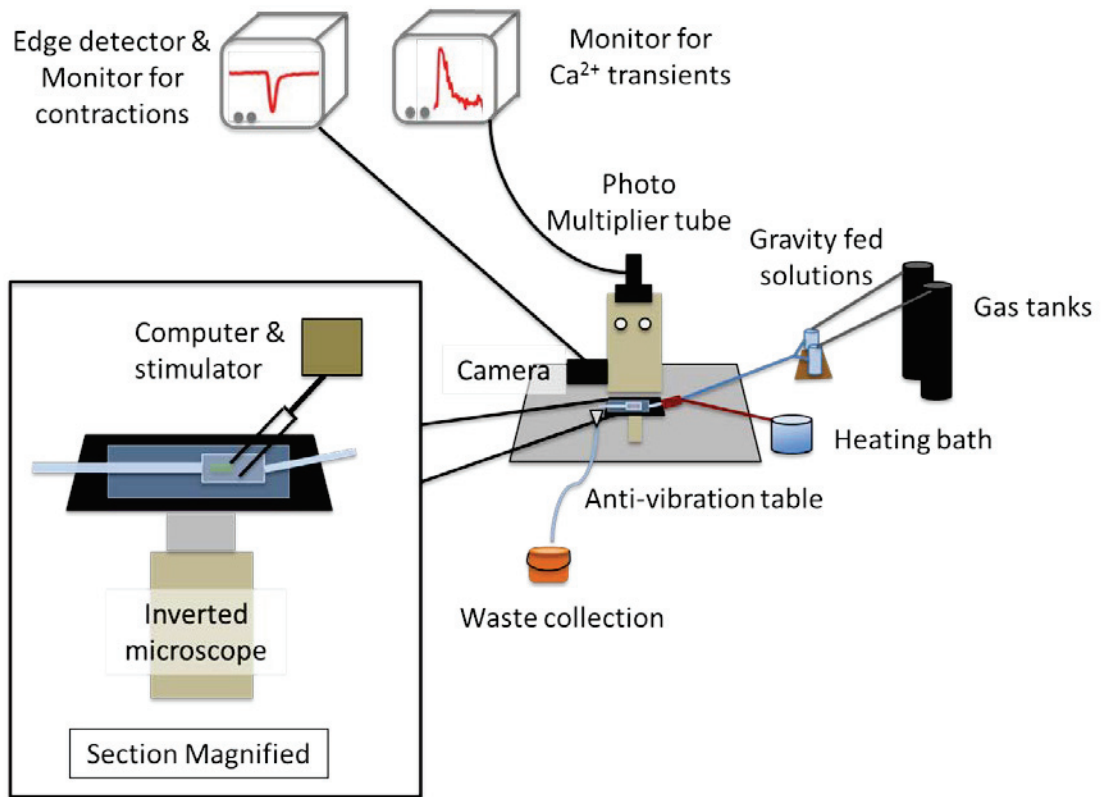 Edge detector &
Monitor for
contractions
Monitor for
Ca²⁺ transients
Photo
Multiplier tube
Gravity fed
solutions
Gas tanks
Computer &
stimulator
Camera
Heating bath
Anti-vibration table
Waste collection
Inverted
microscope
Section Magnified